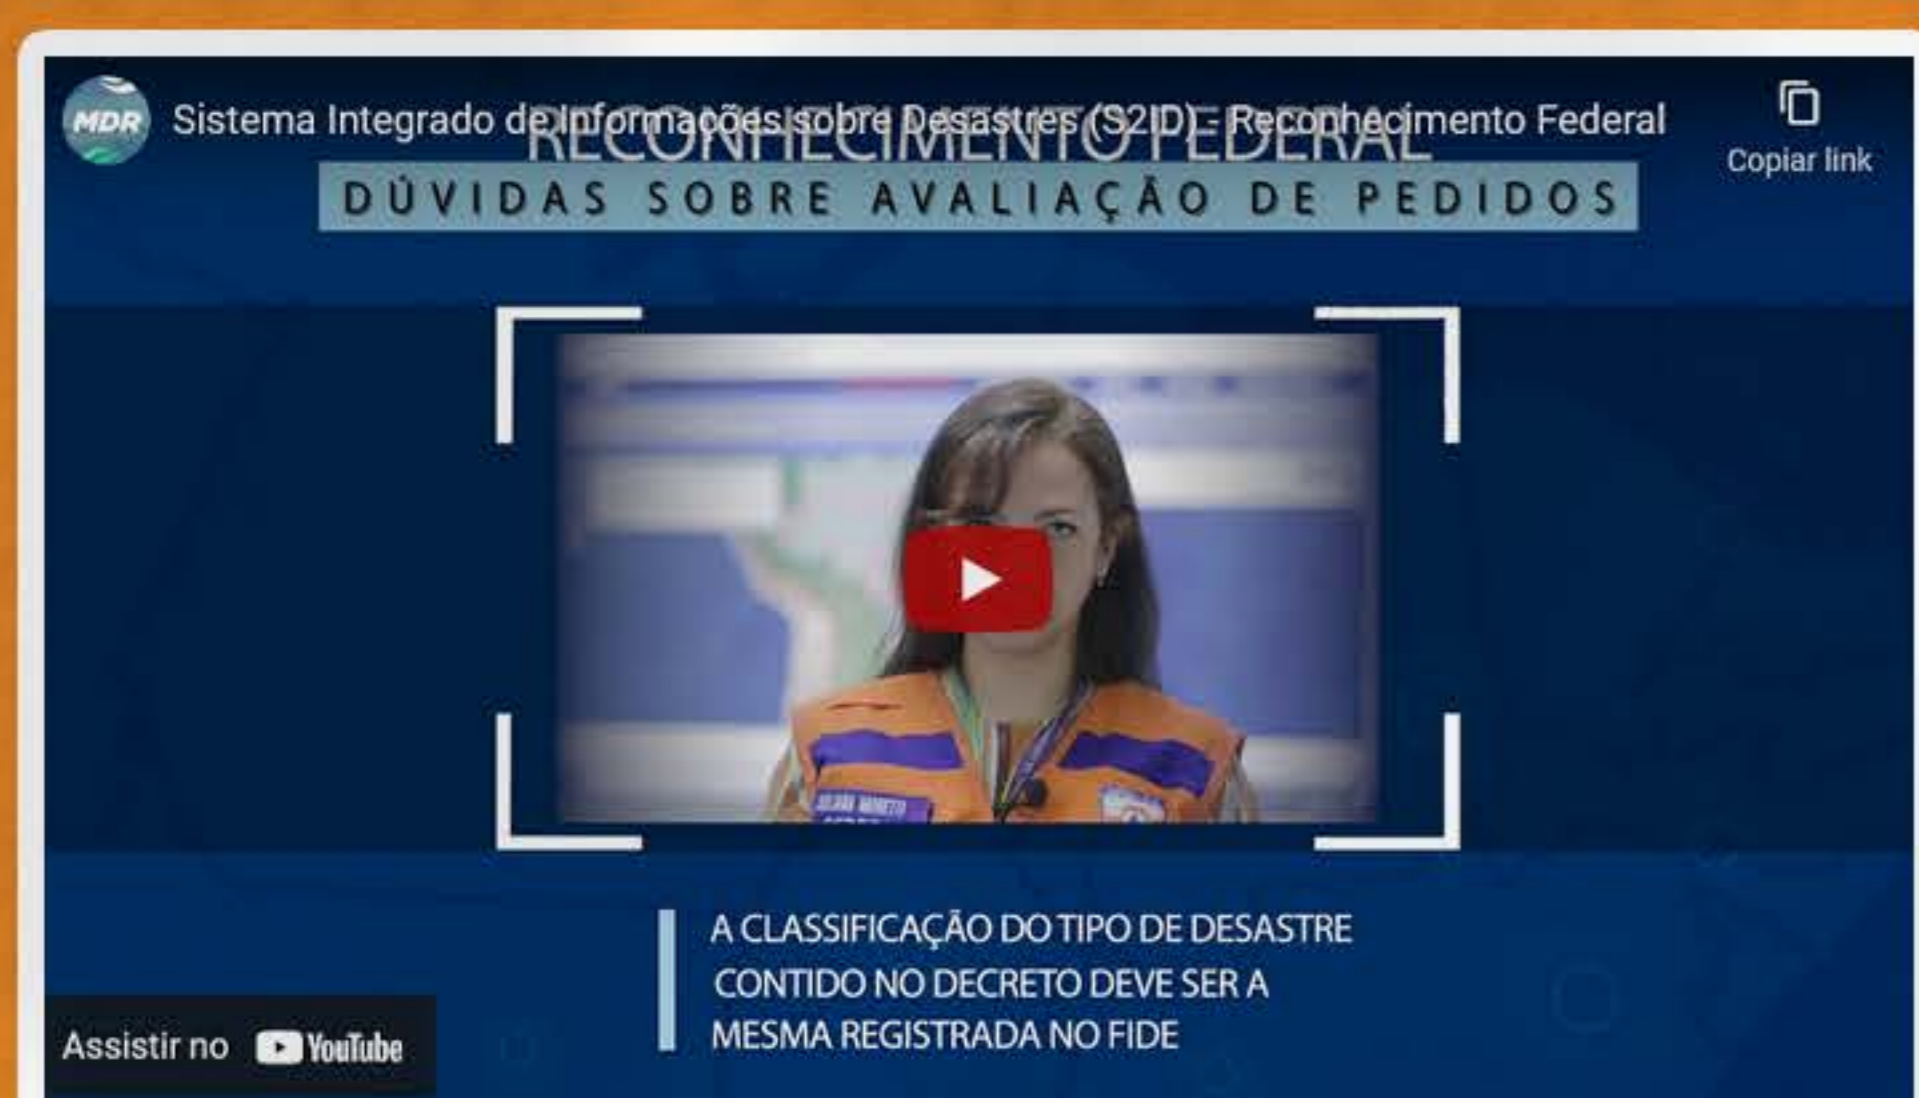 MDR
Sistema Integrado de Informações sobre Desastres (S2ID) - Reconhecimento Federal
Copiar link
RECONHECIMENTO FEDERAL
DÚVIDAS SOBRE AVALIAÇÃO DE PEDIDOS
A CLASSIFICAÇÃO DO TIPO DE DESASTRE
CONTIDO NO DECRETO DEVE SER A
MESMA REGISTRADA NO FIDE
Assistir no YouTube